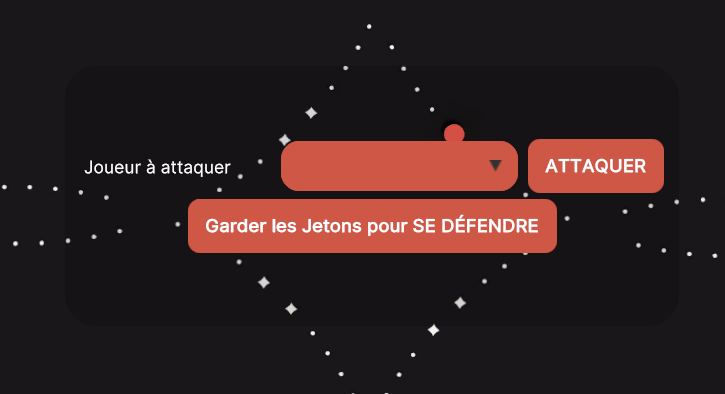 Joueur à attaquer
ATTAQUER
Garder les Jetons pour SE DÉFENDRE